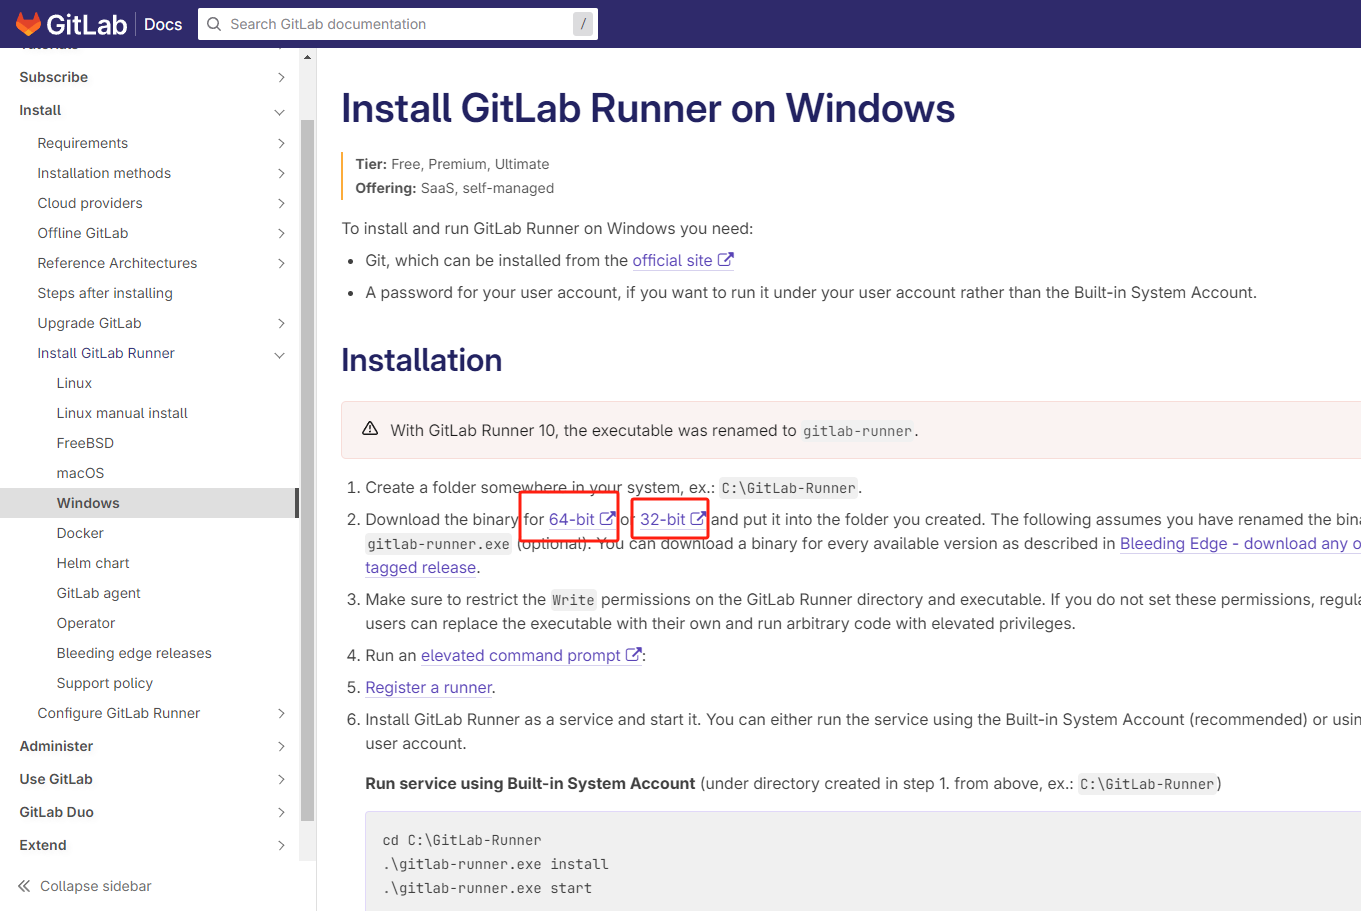 GitLab Docs
Search GitLab documentation /
Tutorials
Subscribe
Install
Requirements
Installation methods
Cloud providers
Offline GitLab
Reference Architectures
Steps after installing
Upgrade GitLab
Install GitLab Runner
Linux
Linux manual install
FreeBSD
macOS
Windows
Docker
Helm chart
GitLab agent
Operator
Bleeding edge releases
Support policy
Configure GitLab Runner
Administer
Use GitLab
GitLab Duo
Extend
Collapse sidebar
Install GitLab Runner on Windows
Tier: Free, Premium, Ultimate
Offering: SaaS, self-managed
To install and run GitLab Runner on Windows you need:
• Git, which can be installed from the official site
• A password for your user account, if you want to run it under your user account rather than the Built-in System Account.
Installation
With GitLab Runner 10, the executable was renamed to gitlab-runner.
1. Create a folder somewhere in your system, ex.: C:\GitLab-Runner.
2. Download the binary for 64-bit or 32-bit and put it into the folder you created. The following assumes you have renamed the bina
gitlab-runner.exe (optional). You can download a binary for every available version as described in Bleeding Edge - download any o
tagged release.
3. Make sure to restrict the Write permissions on the GitLab Runner directory and executable. If you do not set these permissions, regula
users can replace the executable with their own and run arbitrary code with elevated privileges.
4. Run an elevated command prompt:
5. Register a runner.
6. Install GitLab Runner as a service and start it. You can either run the service using the Built-in System Account (recommended) or usin
user account.
Run service using Built-in System Account (under directory created in step 1. from above, ex.: C:\GitLab-Runner)
cd C:\GitLab-Runner
.\gitlab-runner.exe install
.\gitlab-runner.exe start